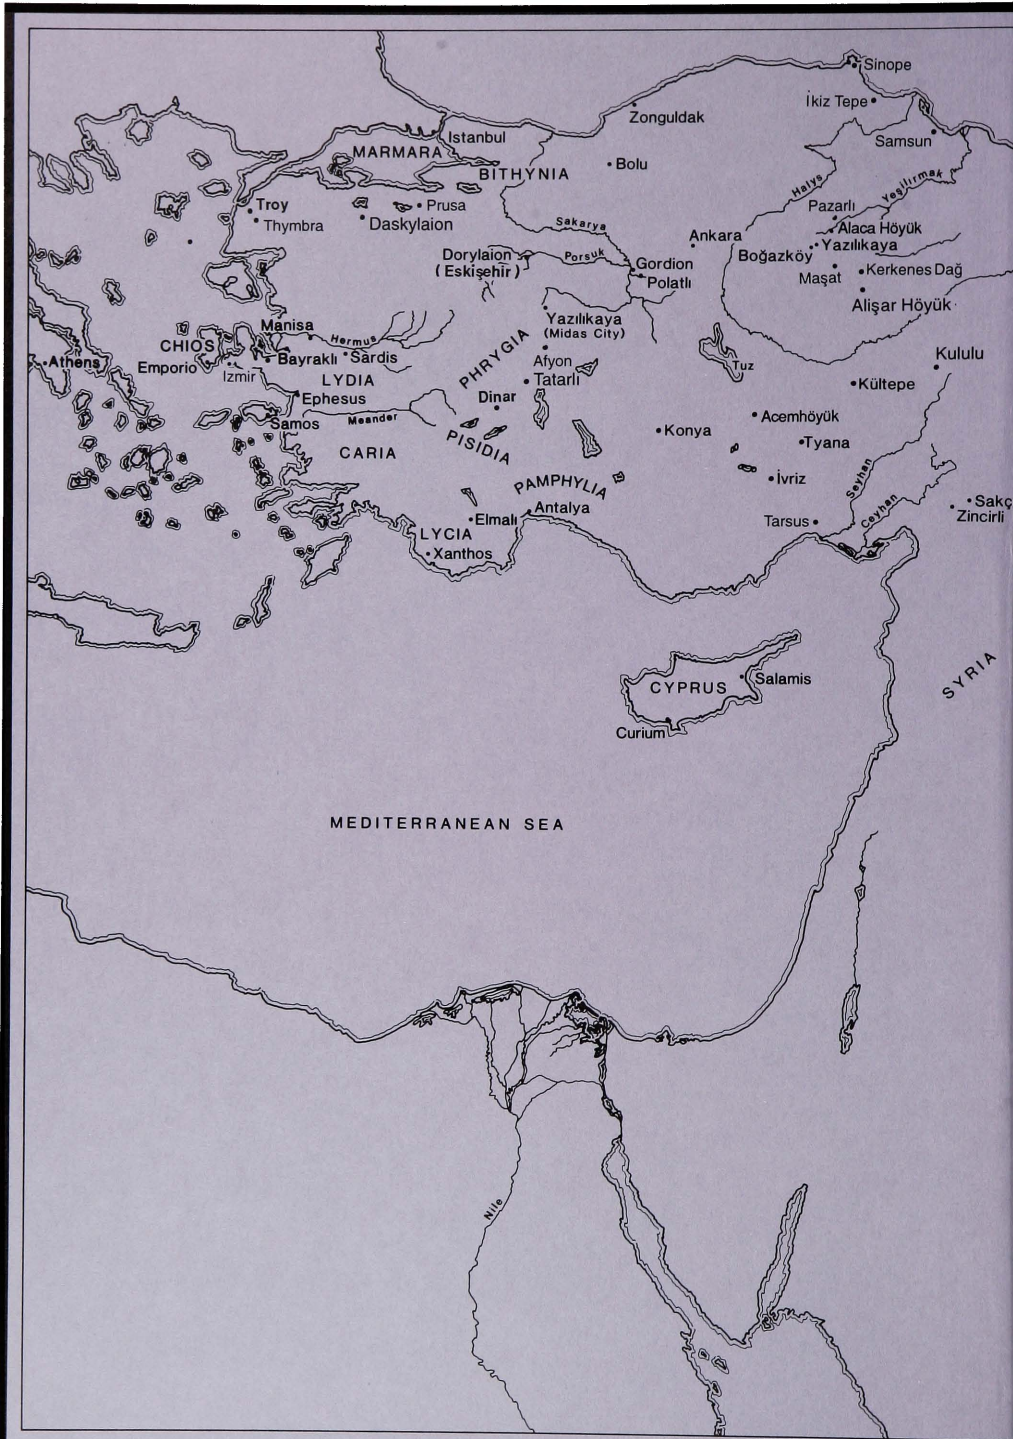 Sinope
İkiz Tepe
Zonguldak
Istanbul
Samsun
MARMARA
Bolu
BITHYNIA
Halys
Yeşilırmak
Troy
Prusa
Pazarlı
Thymbra
Daskylaion
Sakarya
Alaca Höyük
Ankara
Yazılıkaya
Boğazköy
Dorylaion
(Eskişehir)
Porsuk
Gordion
Kerkenes Dağ
Maşat
Polatlı
Alişar Höyük
Yazılıkaya
(Midas City)
Manisa
Hermus
CHIOS
Bayraklı
Sardis
PHRYGIA
Kululu
Athens
Emporio
Izmir
Afyon
Tuz
LYDIA
Tatarlı
Kültepe
Ephesus
Dinar
Samos
Meander
Acemhöyük
Konya
PISIDIA
Tyana
CARIA
Seyhan
İvriz
PAMPHYLIA
Ceyhan
Sakç
Antalya
Zincirli
Elmalı
Tarsus
LYCIA
Xanthos
SYRIA
Salamis
CYPRUS
Curium
MEDITERRANEAN SEA
Nile